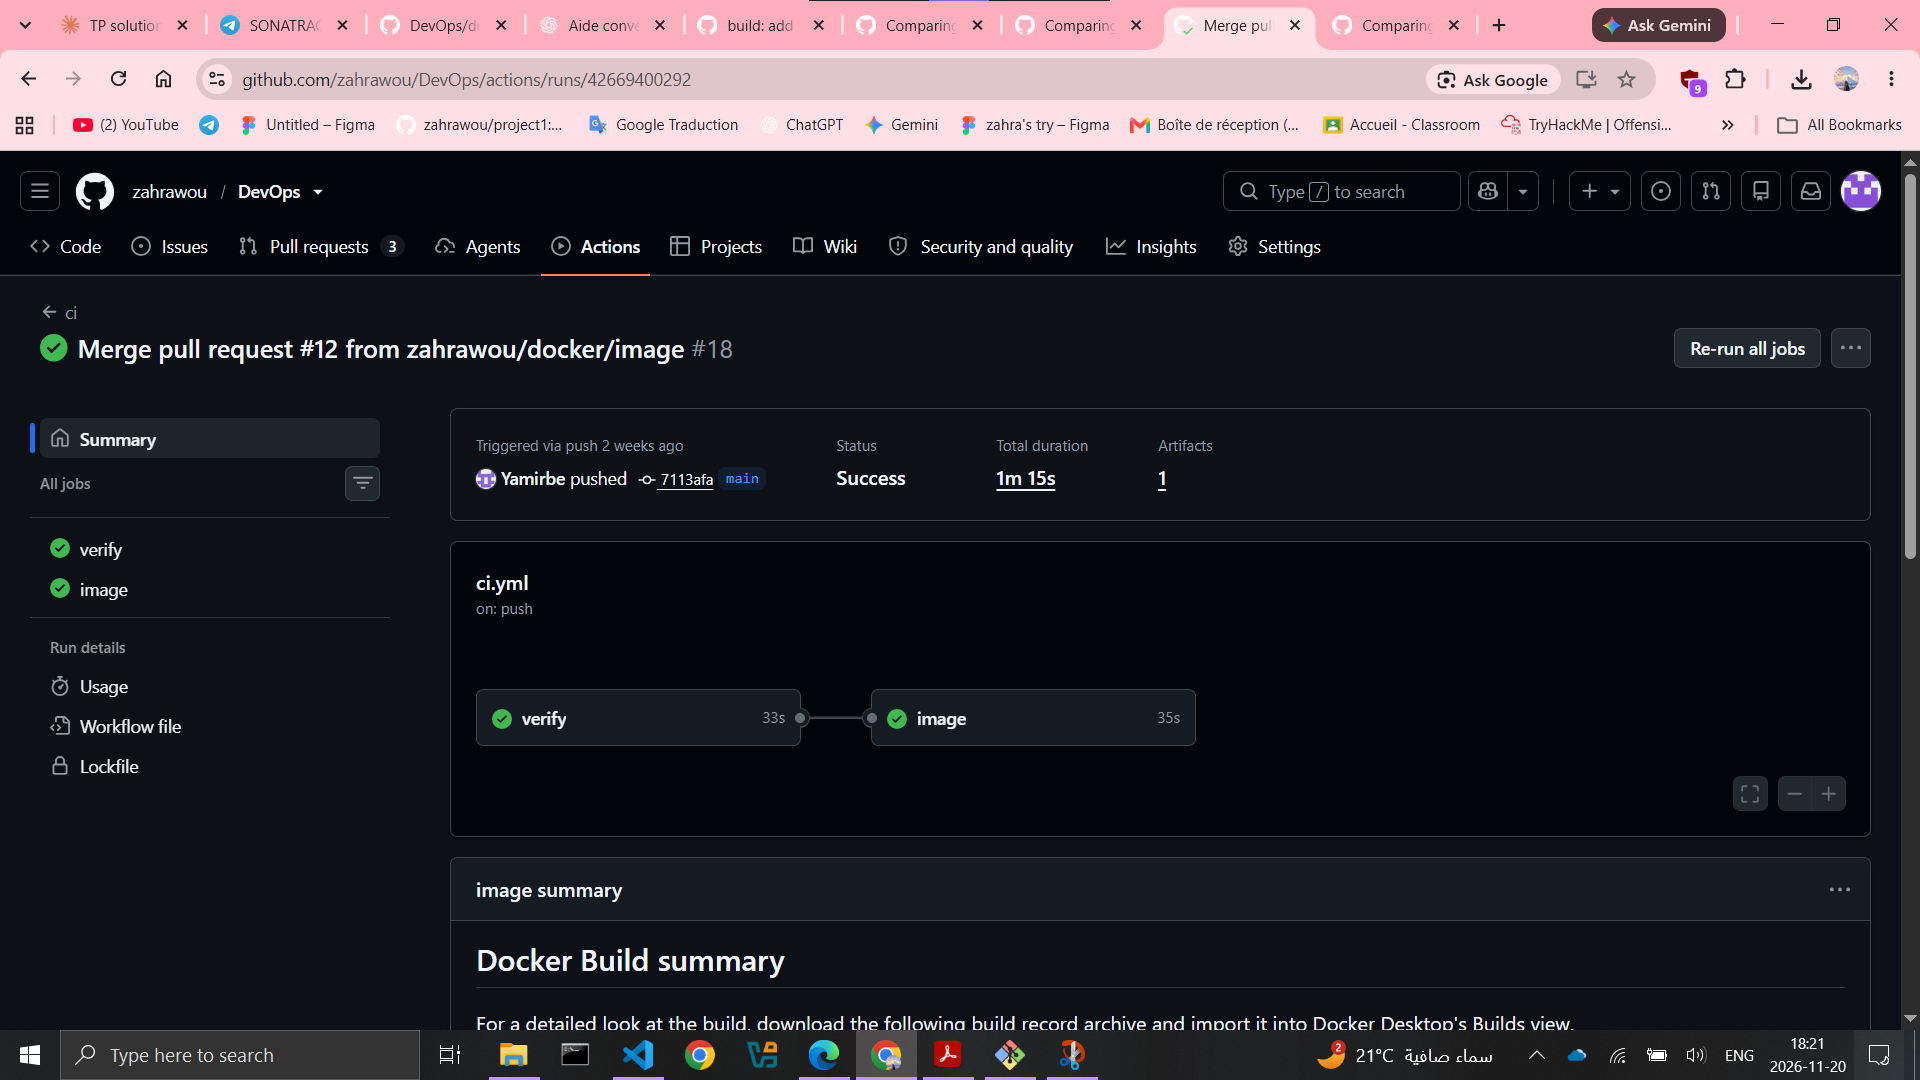 TP solution
SONATRAC
DevOps/de
Aide conve
build: add
Comparing
Comparing
Merge pul
Comparing
Ask Gemini
github.com/zahrawou/DevOps/actions/runs/42669400292
Ask Google
9
(2) YouTube
Untitled – Figma
zahrawou/project1:...
Google Traduction
ChatGPT
Gemini
zahra's try – Figma
Boîte de réception (...
Accueil - Classroom
TryHackMe | Offensi...
»
All Bookmarks
zahrawou / DevOps
Type / to search
Code
Issues
Pull requests 3
Agents
Actions
Projects
Wiki
Security and quality
Insights
Settings
← ci
Merge pull request #12 from zahrawou/docker/image #18
Re-run all jobs
Summary
All jobs
verify
image
Run details
Usage
Workflow file
Lockfile
Triggered via push 2 weeks ago
Yamirbe pushed 7113afa main
Status
Success
Total duration
1m 15s
Artifacts
1
ci.yml
on: push
verify 33s
image 35s
image summary
Docker Build summary
For a detailed look at the build, download the following build record archive and import it into Docker Desktop's Builds view.
Type here to search
2
21°C سماء صافية
ENG
18:21
2026-11-20